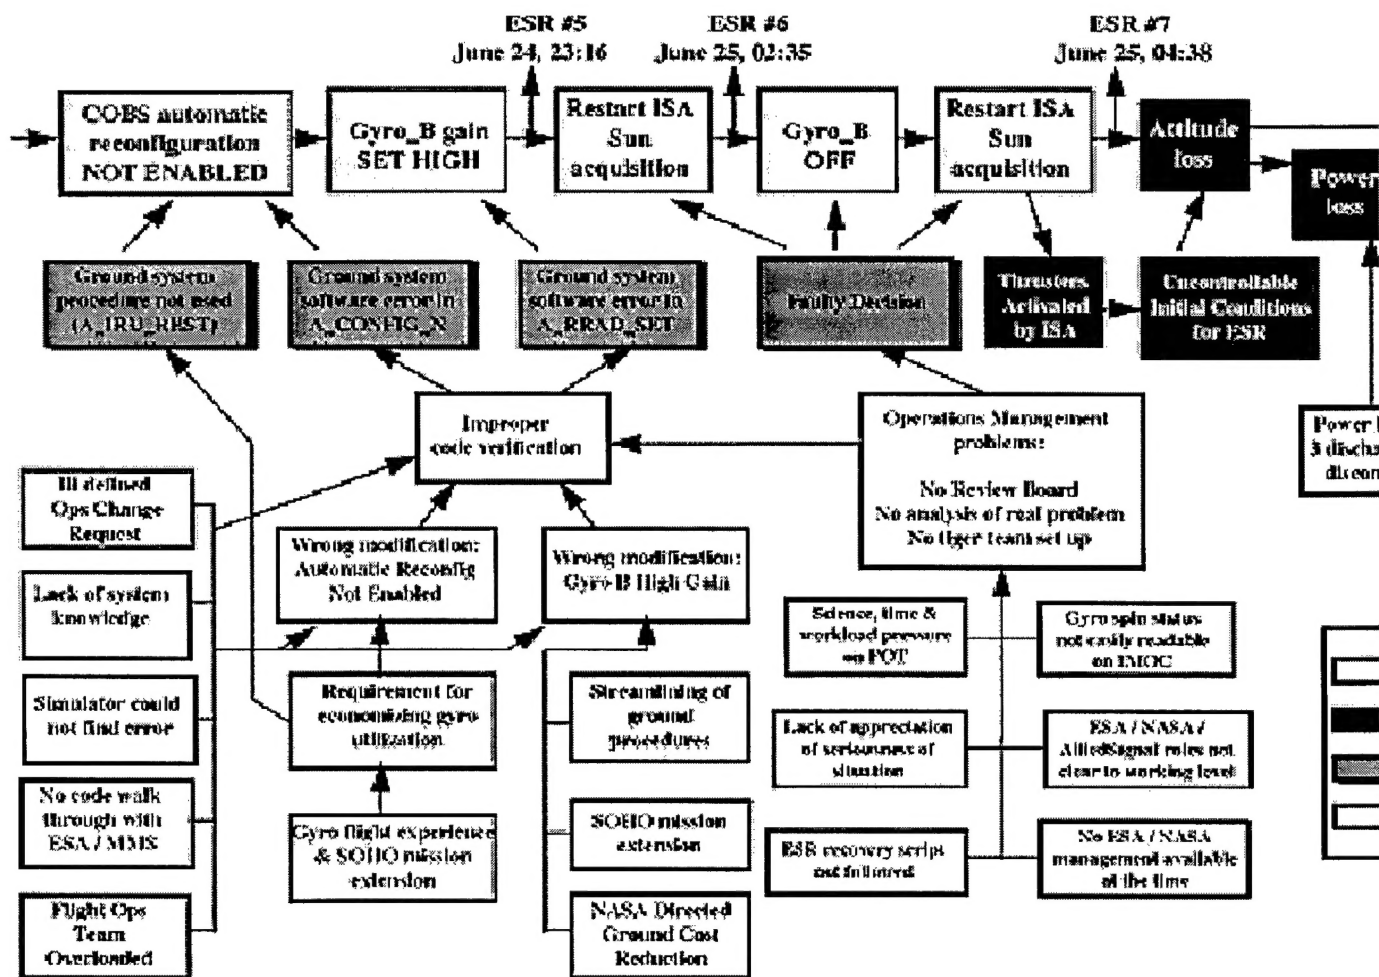 ESR #5
June 24, 23:16
ESR #6
June 25, 02:35
ESR #7
June 25, 04:38
COBS automatic
reconfiguration
NOT ENABLED
Gyro_B gain
SET HIGH
Restart ISA
Sun
acquisition
Gyro_B
OFF
Restart ISA
Sun
acquisition
Attitude
loss
Power
loss
Ground system
procedure not used
(A_IRU_REST)
Ground system
software error in
A_CONFIG_N
Ground system
software error in
A_RRAD_SET
Faulty Decision
Thrusters
Activated
by ISA
Uncontrollable
Initial Conditions
for ESR
Improper
code verification
Operations Management
problems:
No Review Board
No analysis of real problem
No tiger team set up
Power
3
Ill defined
Ops Change
Request
Wrong modification:
Automatic Reconfig
Not Enabled
Wrong modification:
Gyro B High Gain
Lack of system
knowledge
Science, time &
workload pressure
on FOT
Gyro spin status
not easily readable
on IMOC
Simulator could
not find error
Requirement for
economizing gyro
utilization
Streamlining of
ground
procedures
Lack of appreciation
of seriousness of
situation
ESA / NASA /
AlliedSignal roles not
clear to working level
No code walk
through with
ESA / MMS
Gyro flight experience
& SOHO mission
extension
SOHO mission
extension
ESR recovery script
not followed
No ESA / NASA
management available
at the time
Flight Ops
Team
Overloaded
NASA Directed
Ground Cost
Reduction